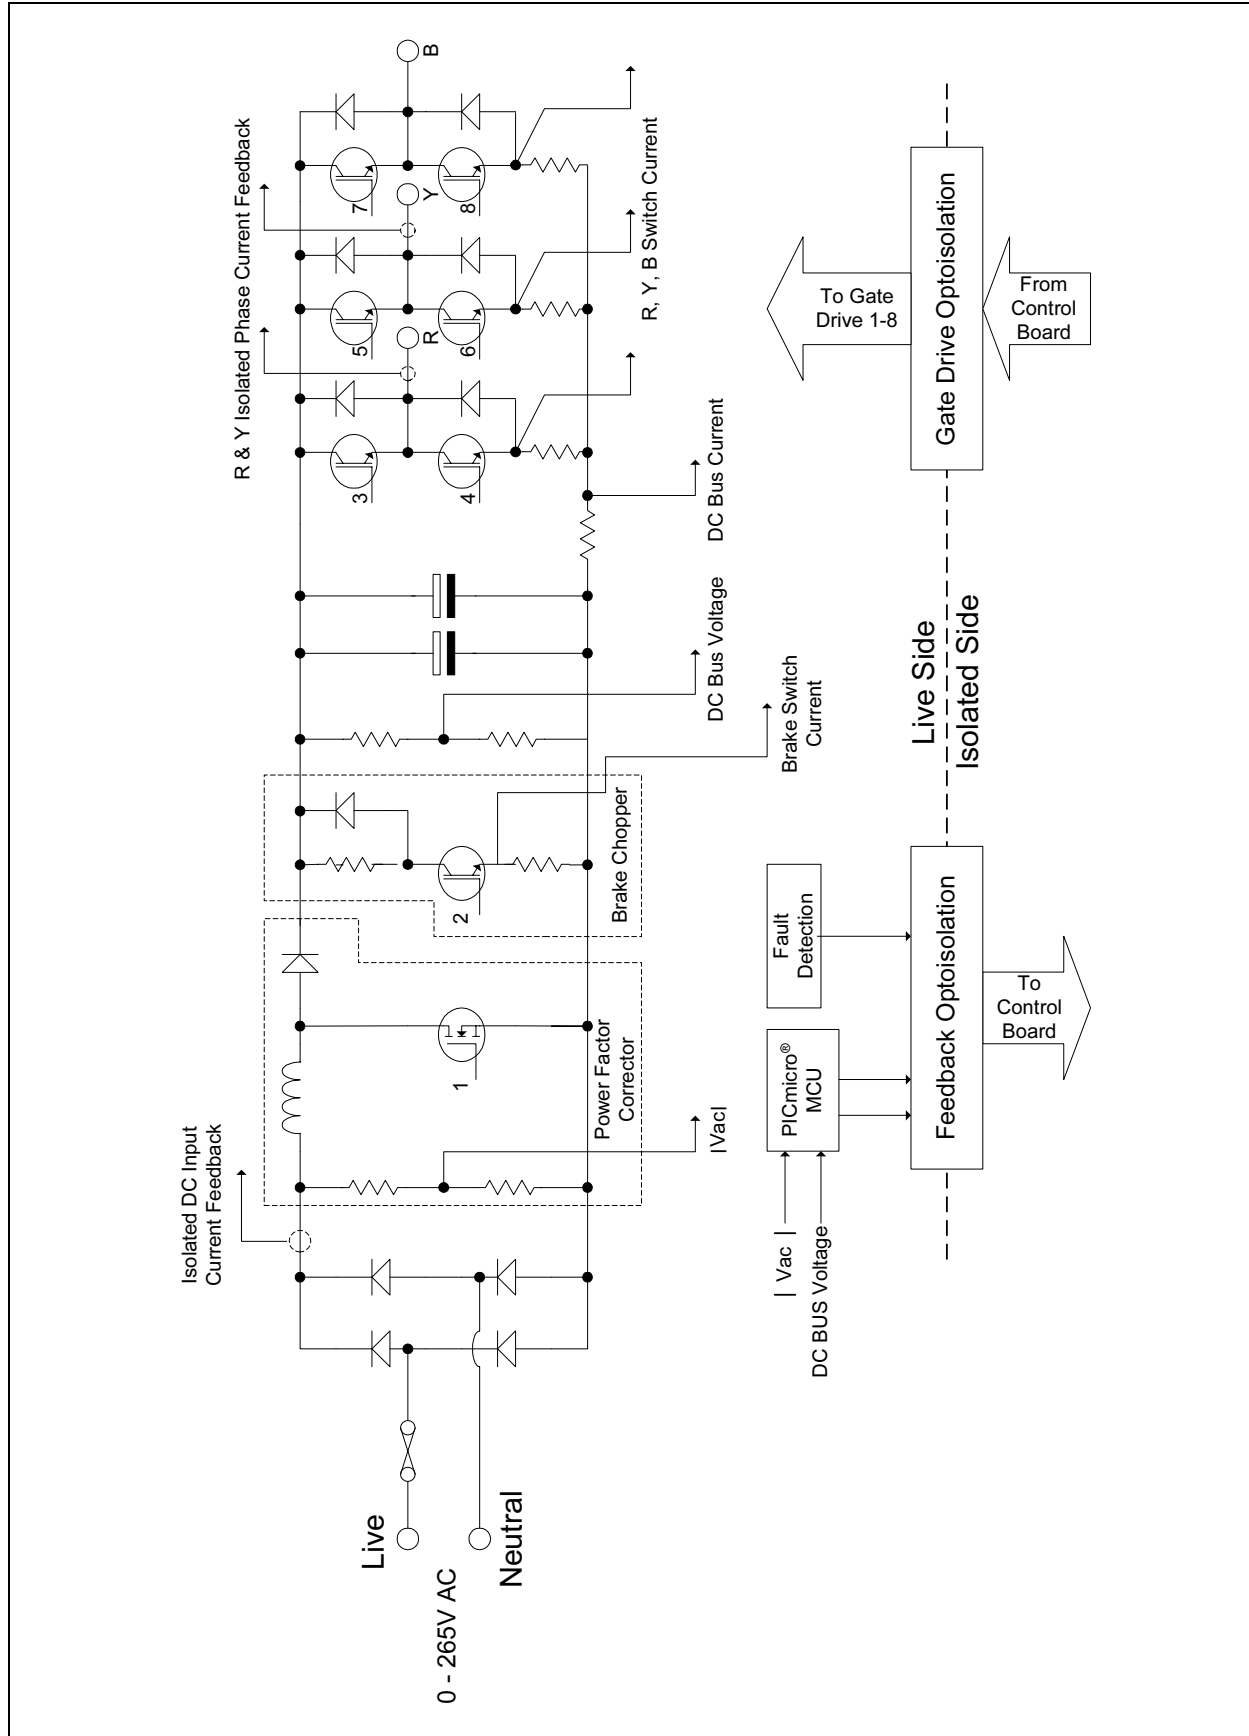 0 - 265V AC
Live
Neutral
Isolated DC Input
Current Feedback
|Vac|
1
Power Factor
Corrector
2
Brake Chopper
Brake Switch
Current
DC Bus Voltage
DC Bus Current
R & Y Isolated Phase Current Feedback
3
4
R
5
6
Y
7
8
B
R, Y, B Switch Current
| Vac |
DC BUS Voltage
PICmicro®
MCU
Fault
Detection
Feedback Optoisolation
To
Control
Board
Live Side
Isolated Side
To Gate
Drive 1-8
Gate Drive Optoisolation
From
Control
Board